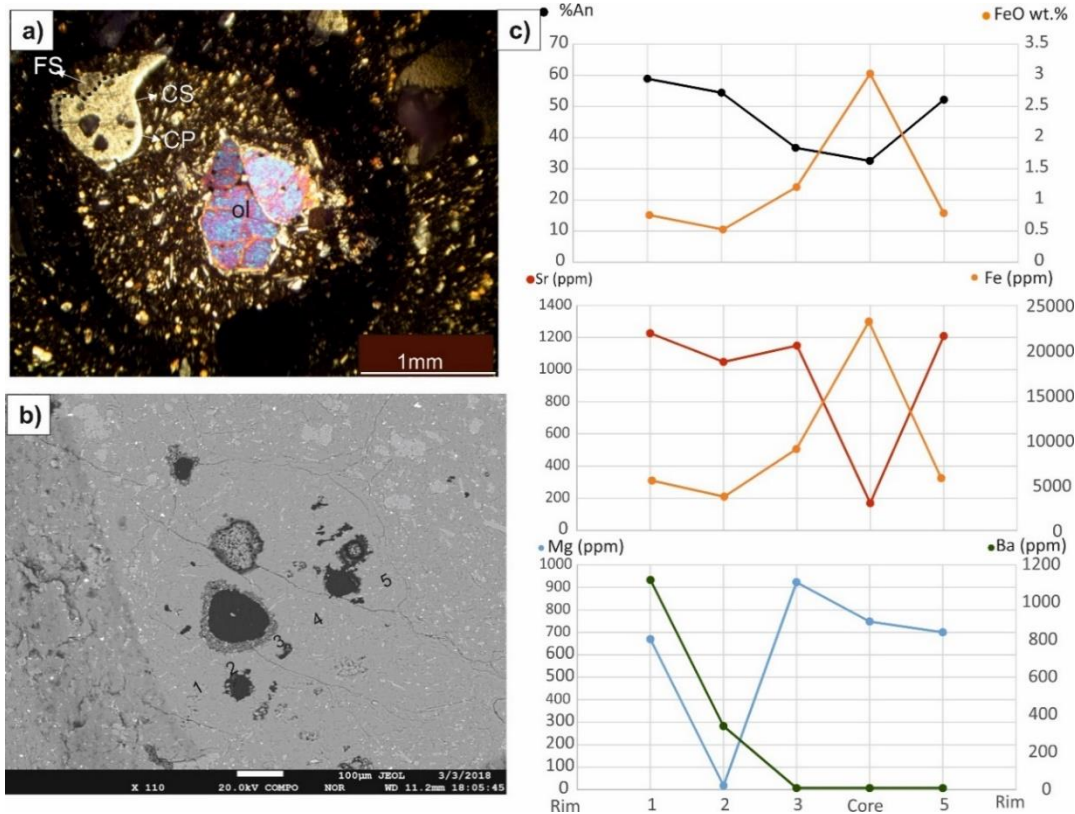 a)
FS
CS
CP
ol
1mm
b)
1
2
3
4
5
100µm JEOL 3/3/2018
X 110 20.0kV COMPO NOR WD 11.2mm 18:05:45
c)
%An FeO wt.%
70 3.5
60 3
50 2.5
40 2
30 1.5
20 1
10 0.5
0 0
Sr (ppm) Fe (ppm)
1400 25000
1200 20000
1000 15000
800 10000
600 5000
400 0
200
0
Mg (ppm) Ba (ppm)
1000 1200
900 1000
800 800
700 600
600 400
500 200
400 0
300
200
100
0
Rim 1 2 3 Core 5 Rim